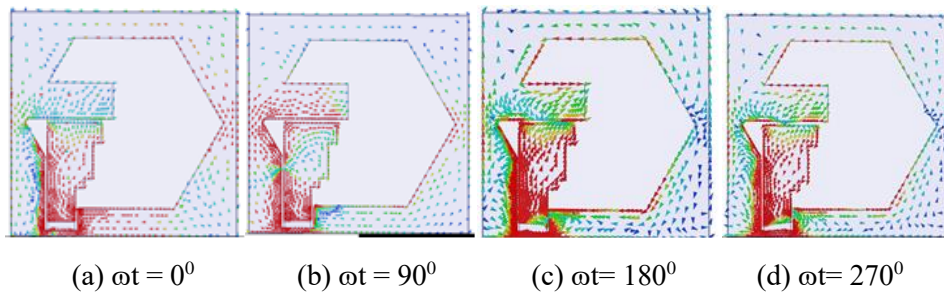 (a) ωt = 0⁰ (b) ωt = 90⁰ (c) ωt= 180⁰ (d) ωt= 270⁰